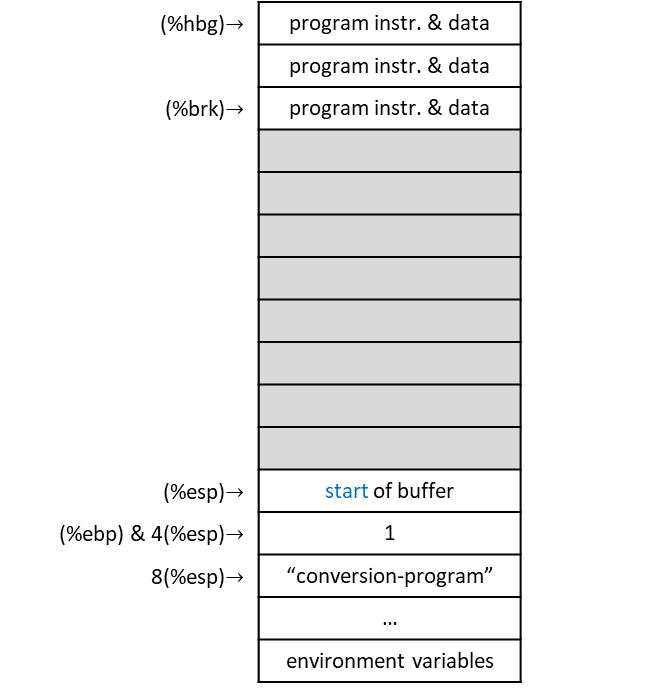 (%hbg)→ program instr. & data
program instr. & data
(%brk)→ program instr. & data
(%esp)→ start of buffer
(%ebp) & 4(%esp)→ 1
8(%esp)→ “conversion-program”
...
environment variables